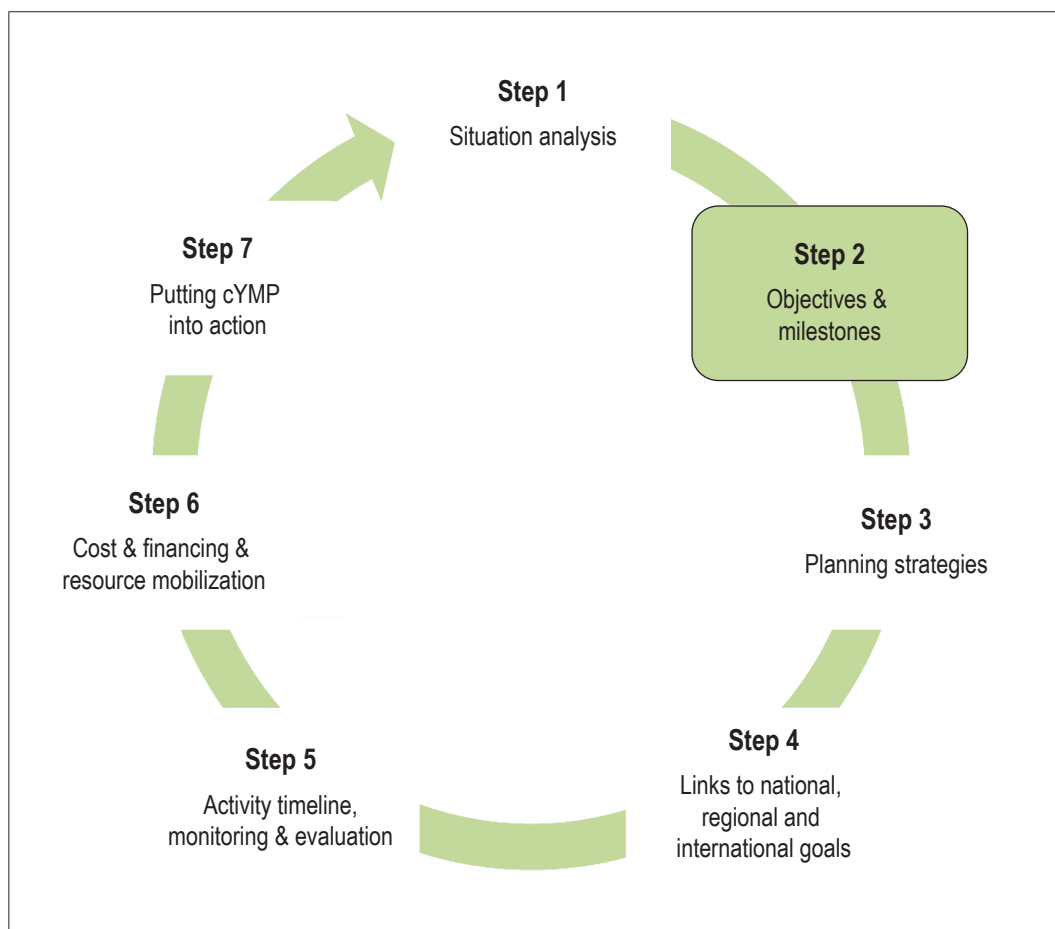 Step 1
Situation analysis
Step 2
Objectives &
milestones
Step 3
Planning strategies
Step 4
Links to national,
regional and
international goals
Step 5
Activity timeline,
monitoring & evaluation
Step 6
Cost & financing &
resource mobilization
Step 7
Putting cYMP
into action